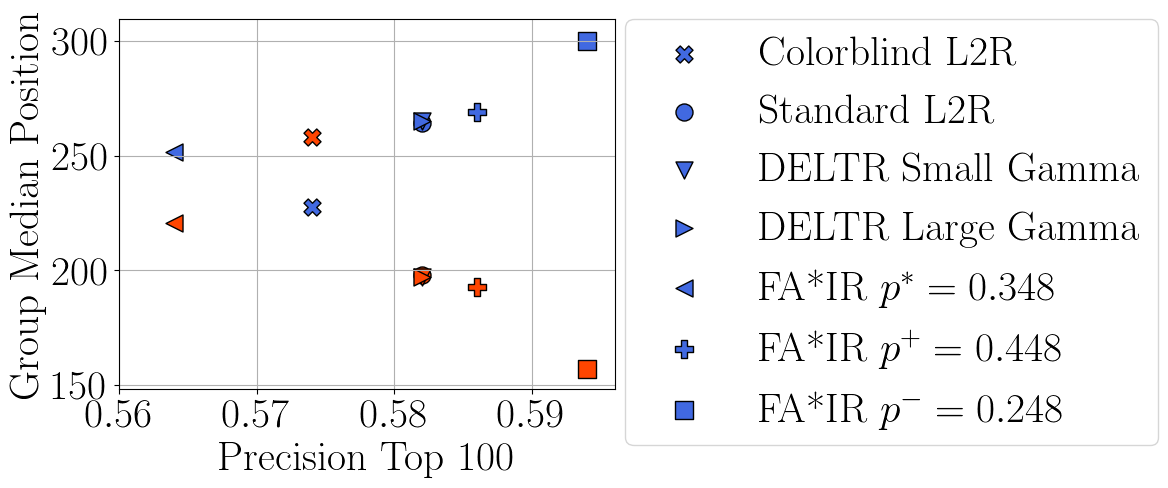 Group Median Position
300
250
200
150
0.56 0.57 0.58 0.59
Precision Top 100
Colorblind L2R
Standard L2R
DELTR Small Gamma
DELTR Large Gamma
FA*IR p* = 0.348
FA*IR p⁺ = 0.448
FA*IR p⁻ = 0.248